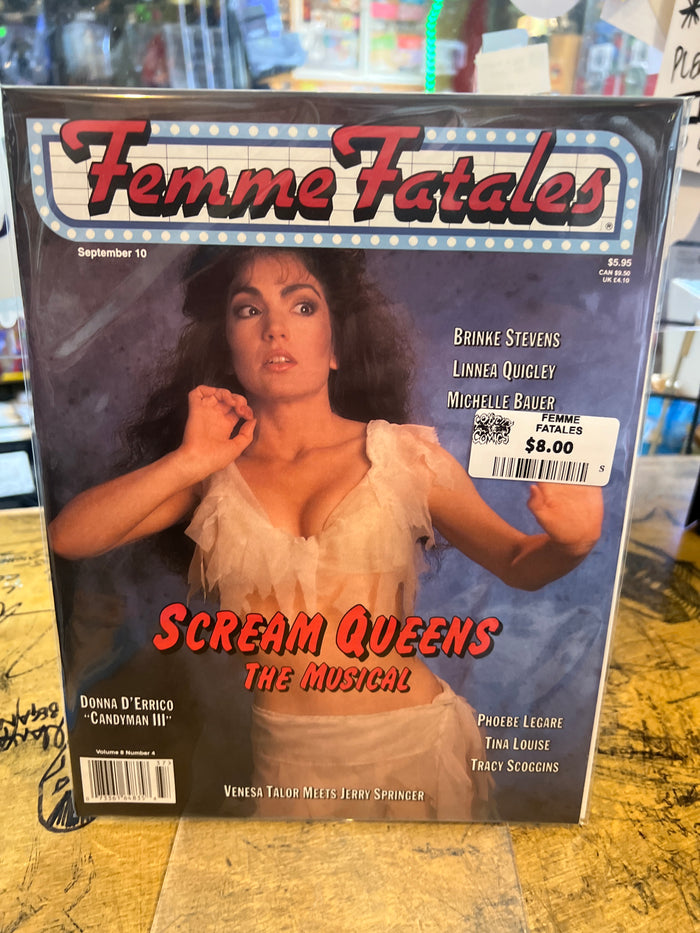 Femme Fatales
September 10
$5.95
CAN $9.50
UK £4.10
BRINKE STEVENS
LINNEA QUIGLEY
MICHELLE BAUER
COMICS
FEMME
FATALES
$8.00
S
SCREAM QUEENS
THE MUSICAL
DONNA D'ERRICO
"CANDYMAN III"
PHOEBE LEGARE
TINA LOUISE
TRACY SCOGGINS
Volume 8 Number 4
37
VENESA TALOR MEETS JERRY SPRINGER